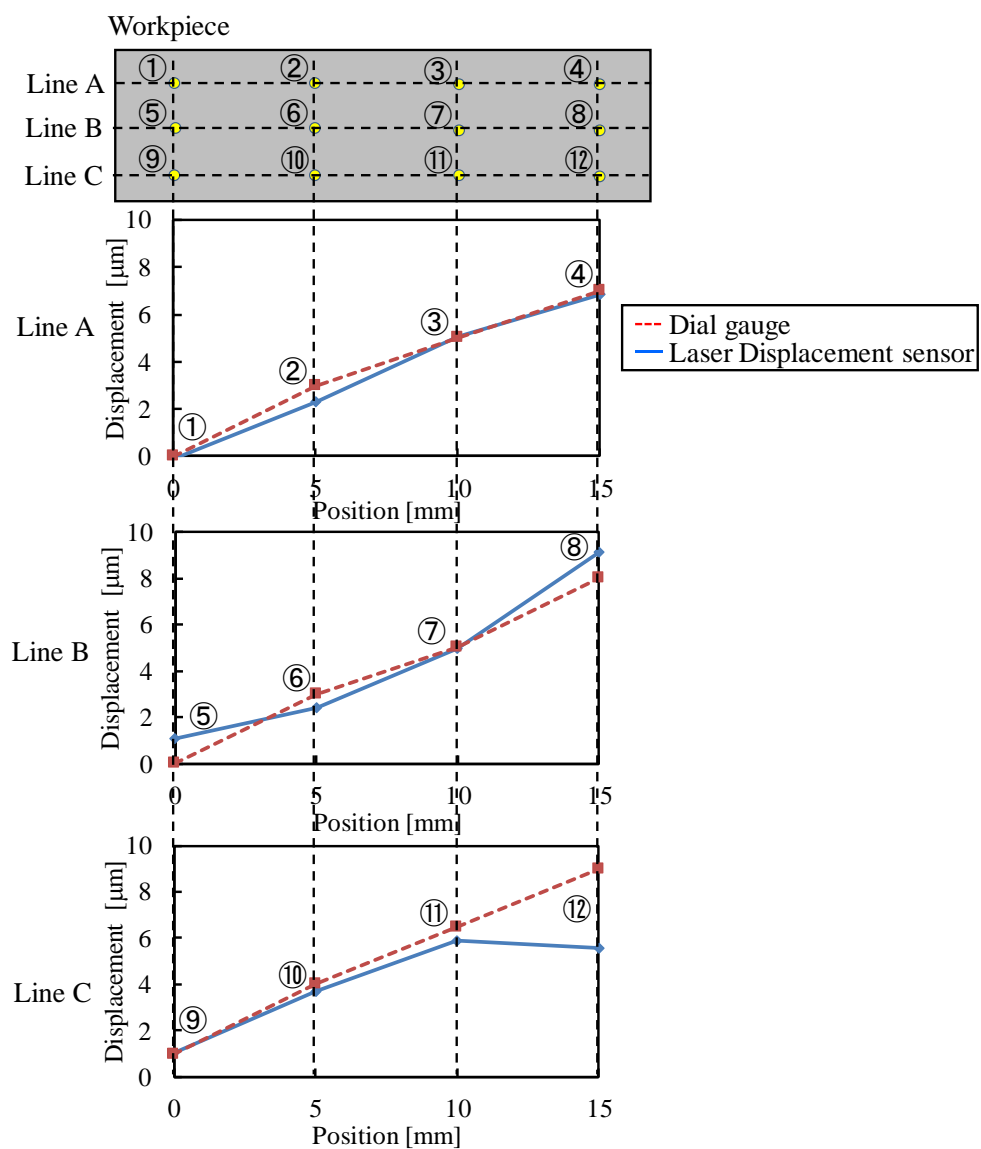 Workpiece
Line A ① ② ③ ④
Line B ⑤ ⑥ ⑦ ⑧
Line C ⑨ ⑩ ⑪ ⑫
Line A
Displacement [μm]
10
8
6
4
2
0
① ② ③ ④
0 5 10 15
Position [mm]
Dial gauge
Laser Displacement sensor
Line B
Displacement [μm]
10
8
6
4
2
0
⑤ ⑥ ⑦ ⑧
0 5 10 15
Position [mm]
Line C
Displacement [μm]
10
8
6
4
2
0
⑨ ⑩ ⑪ ⑫
0 5 10 15
Position [mm]